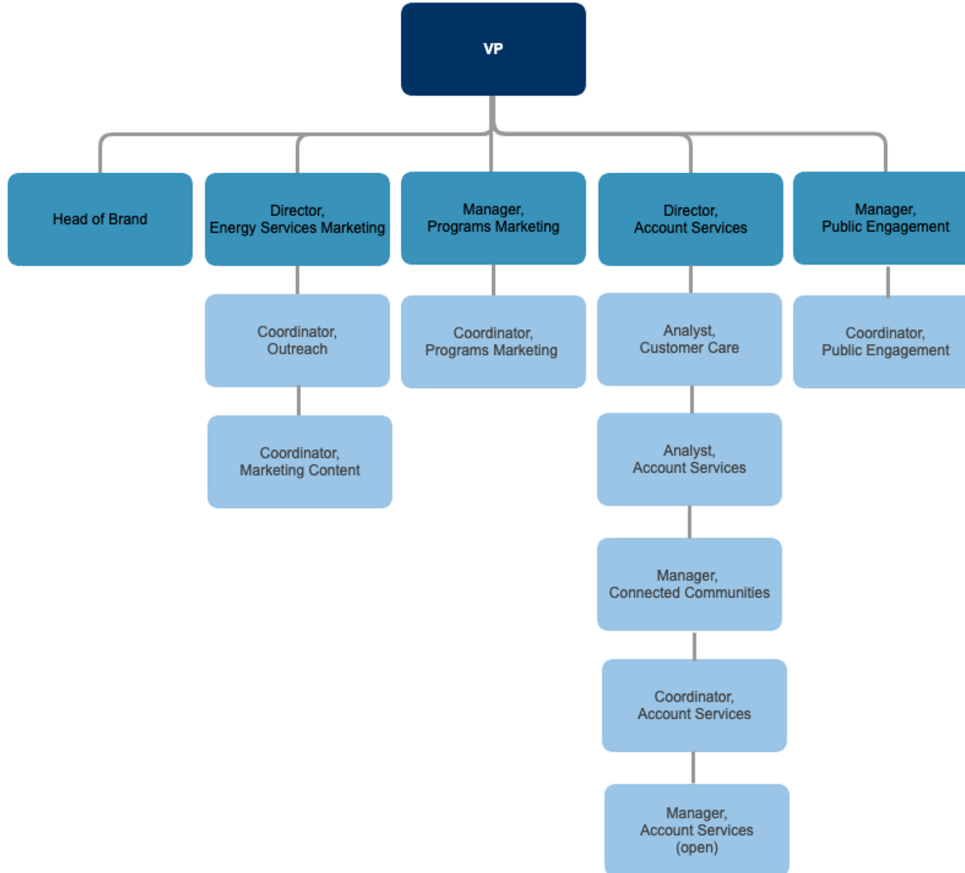 VP
Head of Brand
Director,
Energy Services Marketing
Manager,
Programs Marketing
Director,
Account Services
Manager,
Public Engagement
Coordinator,
Outreach
Coordinator,
Programs Marketing
Analyst,
Customer Care
Coordinator,
Public Engagement
Coordinator,
Marketing Content
Analyst,
Account Services
Manager,
Connected Communities
Coordinator,
Account Services
Manager,
Account Services
(open)